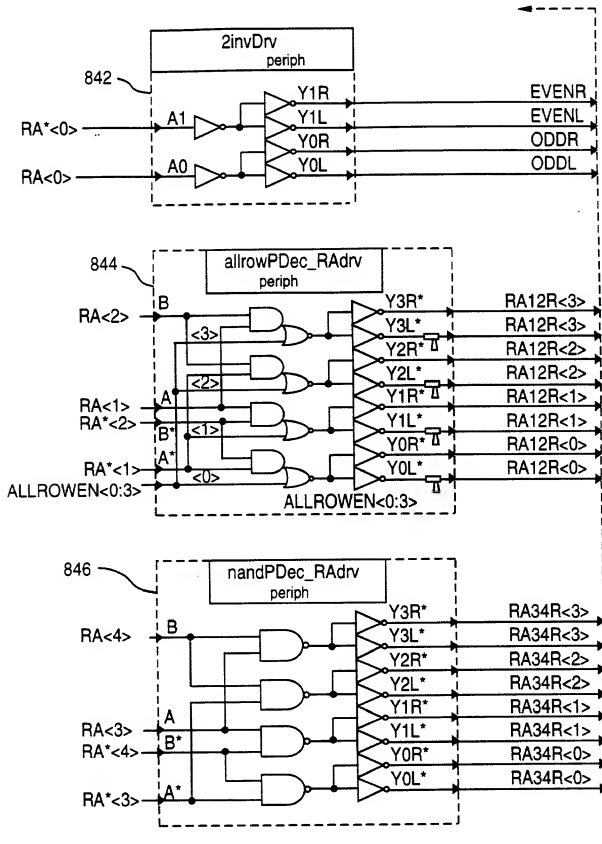 2invDrv
periph
842
Y1R EVENR
RA*<0> A1 Y1L EVENL
Y0R ODDR
RA<0> A0 Y0L ODDL
844
allrowPDec_RAdrv
periph
B Y3R* RA12R<3>
RA<2> <3> Y3L* RA12R<3>
Y2R* RA12R<2>
<2> Y2L* RA12R<2>
RA<1> A Y1R* RA12R<1>
RA*<2> B* <1> Y1L* RA12R<1>
Y0R* RA12R<0>
RA*<1> A* <0> Y0L* RA12R<0>
ALLROWEN<0:3> ALLROWEN<0:3>
846
nandPDec_RAdrv
periph
Y3R* RA34R<3>
RA<4> B Y3L* RA34R<3>
Y2R* RA34R<2>
Y2L* RA34R<2>
RA<3> A Y1R* RA34R<1>
RA*<4> B* Y1L* RA34R<1>
Y0R* RA34R<0>
RA*<3> A* Y0L* RA34R<0>